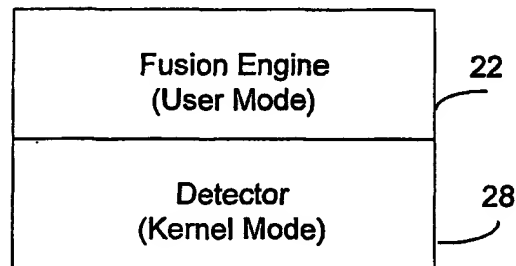 Fusion Engine
(User Mode)
22
Detector
(Kernel Mode)
28